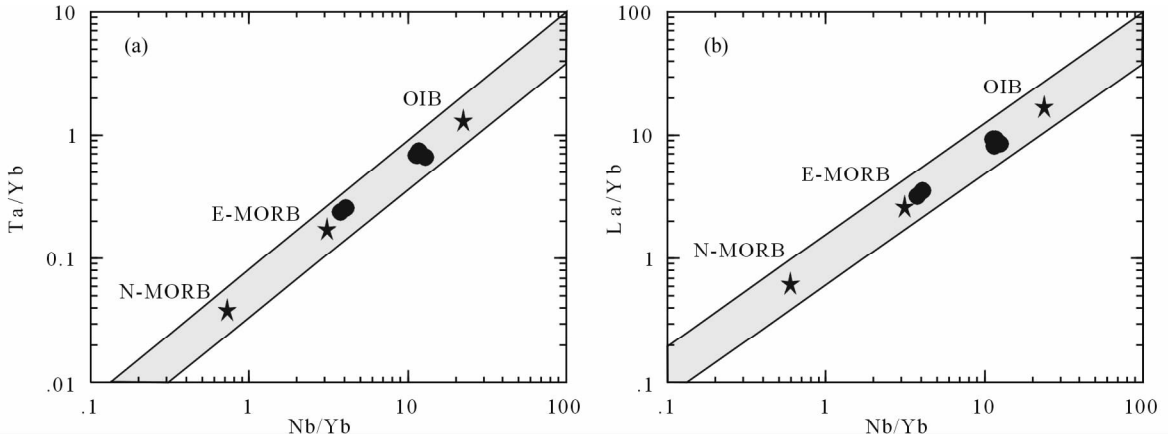 (a)
10
1
0.1
.01
Ta/Yb
OIB
E-MORB
N-MORB
.1
1
10
100
Nb/Yb
(b)
100
10
1
.1
La/Yb
OIB
E-MORB
N-MORB
0.1
1
10
100
Nb/Yb